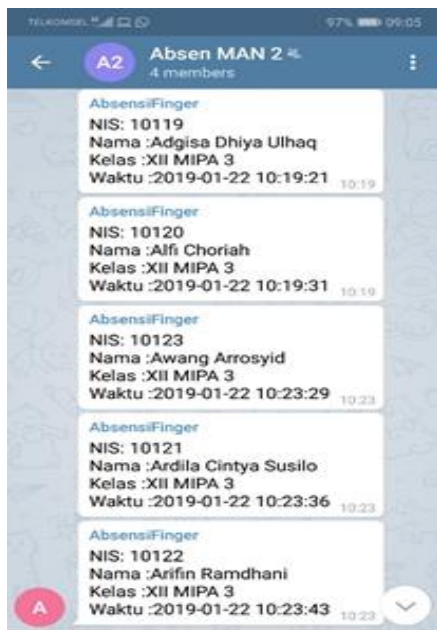 TELKOMSEL
97% 09:05
A2
Absen MAN 2
4 members
AbsensiFinger
NIS: 10119
Nama :Adgisa Dhiya Ulhaq
Kelas :XII MIPA 3
Waktu :2019-01-22 10:19:21 10:19
AbsensiFinger
NIS: 10120
Nama :Alfi Choriah
Kelas :XII MIPA 3
Waktu :2019-01-22 10:19:31 10:19
AbsensiFinger
NIS: 10123
Nama :Awang Arrosyid
Kelas :XII MIPA 3
Waktu :2019-01-22 10:23:29 10:23
AbsensiFinger
NIS: 10121
Nama :Ardila Cintya Susilo
Kelas :XII MIPA 3
Waktu :2019-01-22 10:23:36 10:23
AbsensiFinger
NIS: 10122
Nama :Arifin Ramdhani
Kelas :XII MIPA 3
Waktu :2019-01-22 10:23:43 10:23
A